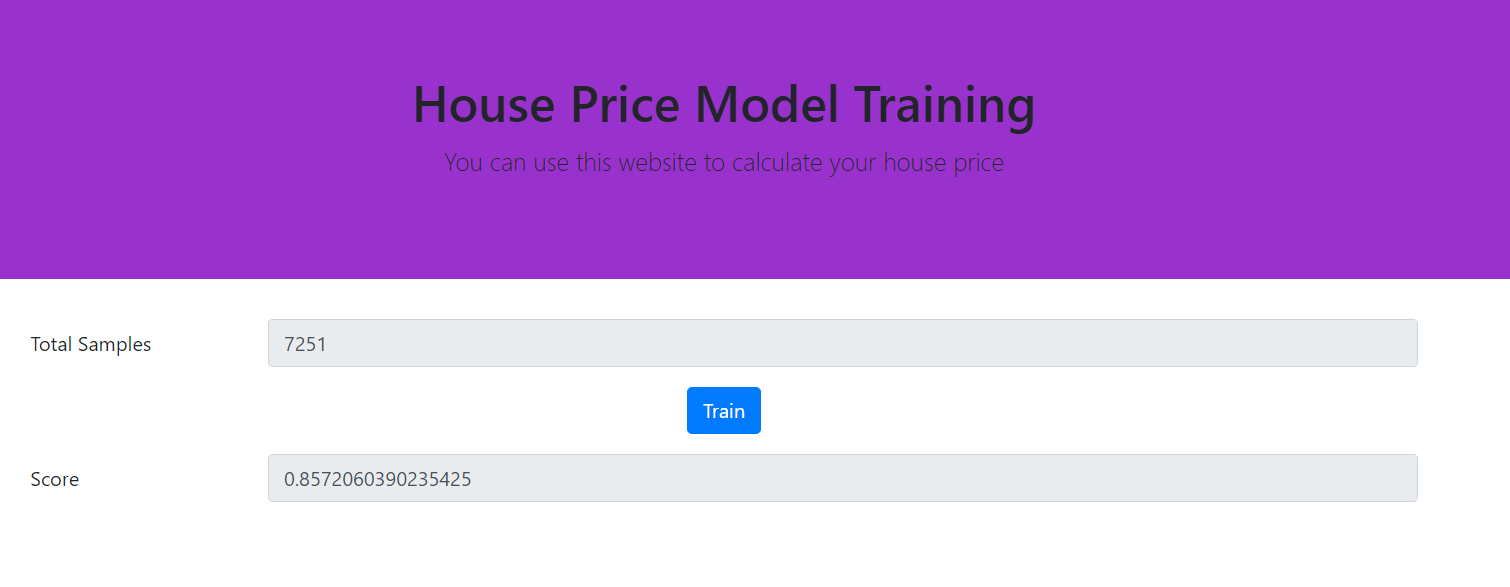 House Price Model Training
You can use this website to calculate your house price
Total Samples
7251
Train
Score
0.8572060390235425